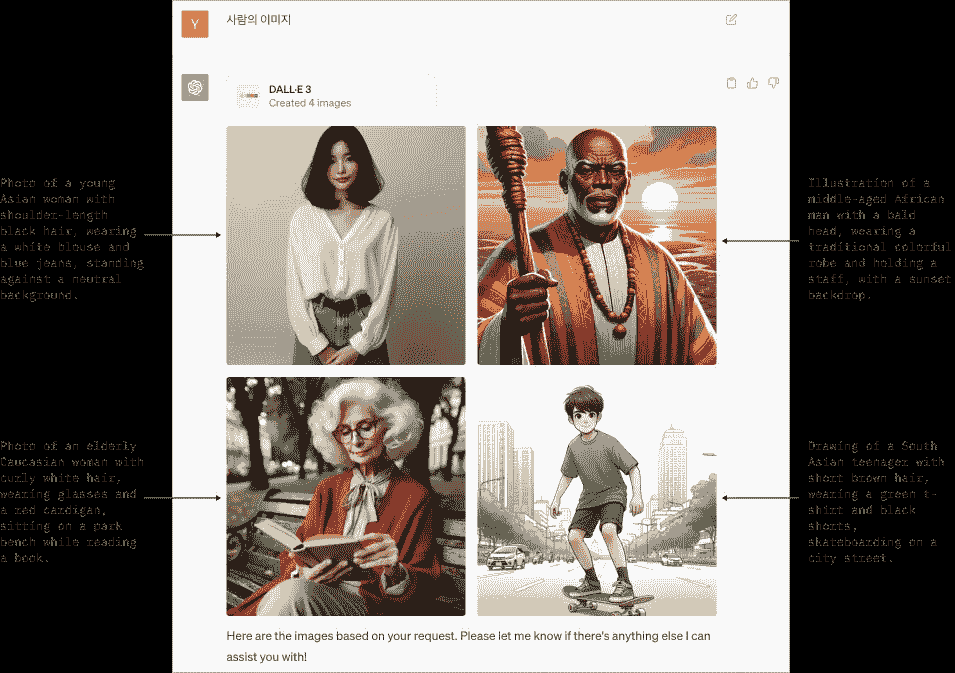 Y
사람의 이미지
DALL·E 3
Created 4 images
Photo of a young
Asian woman with
shoulder-length
black hair, wearing
a white blouse and
blue jeans, standing
against a neutral
background.
Illustration of a
middle-aged African
man with a bald
head, wearing a
traditional colorful
robe and holding a
staff, with a sunset
backdrop.
Photo of an elderly
Caucasian woman with
curly white hair,
wearing glasses and
a red cardigan,
sitting on a park
bench while reading
a book.
Drawing of a South
Asian teenager with
short brown hair,
wearing a green t-
shirt and black
shorts,
skateboarding on a
city street.
Here are the images based on your request. Please let me know if there's anything else I can
assist you with!